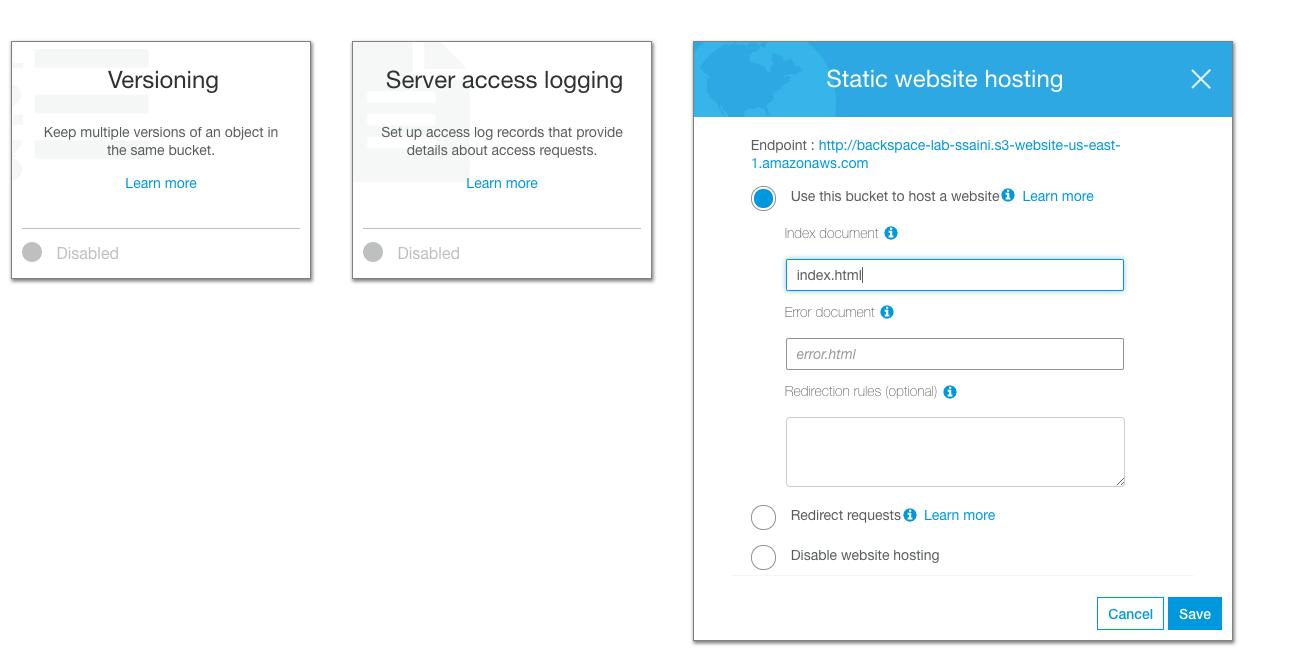 Versioning
Keep multiple versions of an object in
the same bucket.
Learn more
Disabled
Server access logging
Set up access log records that provide
details about access requests.
Learn more
Disabled
Static website hosting
Endpoint : http://backspace-lab-ssaini.s3-website-us-east-
1.amazonaws.com
Use this bucket to host a website Learn more
Index document
index.html
Error document
error.html
Redirection rules (optional)
Redirect requests Learn more
Disable website hosting
Cancel Save